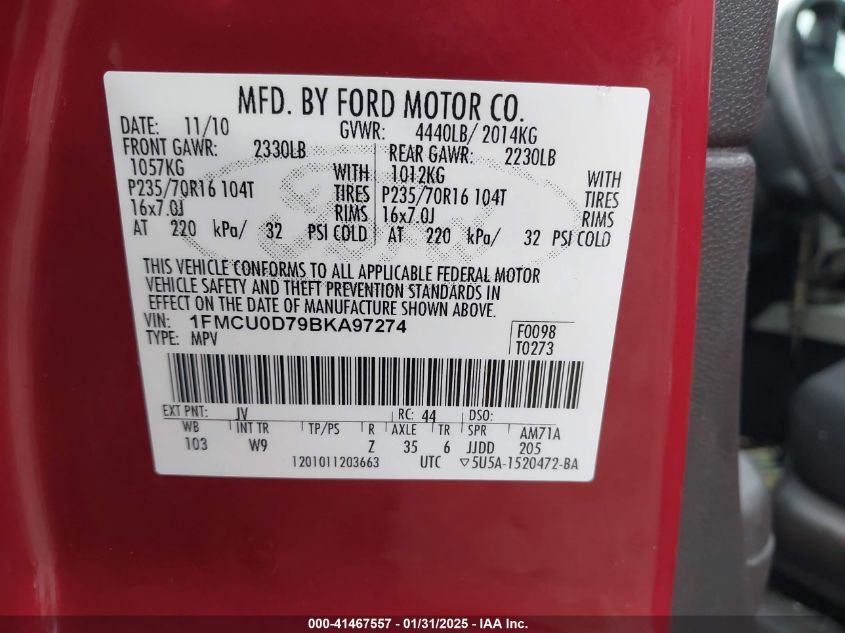 MFD. BY FORD MOTOR CO.
DATE: 11/10 GVWR: 4440LB/ 2014KG
FRONT GAWR: 2330LB REAR GAWR: 2230LB
1057KG WITH 1012KG WITH
P235/70R16 104T TIRES P235/70R16 104T TIRES
16x7.0J RIMS 16x7.0J RIMS
AT 220 kPa/ 32 PSI COLD AT 220 kPa/ 32 PSI COLD
THIS VEHICLE CONFORMS TO ALL APPLICABLE FEDERAL MOTOR
VEHICLE SAFETY AND THEFT PREVENTION STANDARDS IN
EFFECT ON THE DATE OF MANUFACTURE SHOWN ABOVE.
VIN: 1FMCU0D79BKA97274 F0098
TYPE: MPV T0273
EXT PNT: JV RC: 44 DSO:
WB INT TR TP/PS R AXLE TR SPR AM71A
103 W9 Z 35 6 JJDD 205
1201011203663 UTC ▽5U5A-1520472-BA
Ford
000-41467557 - 01/31/2025 - IAA Inc.